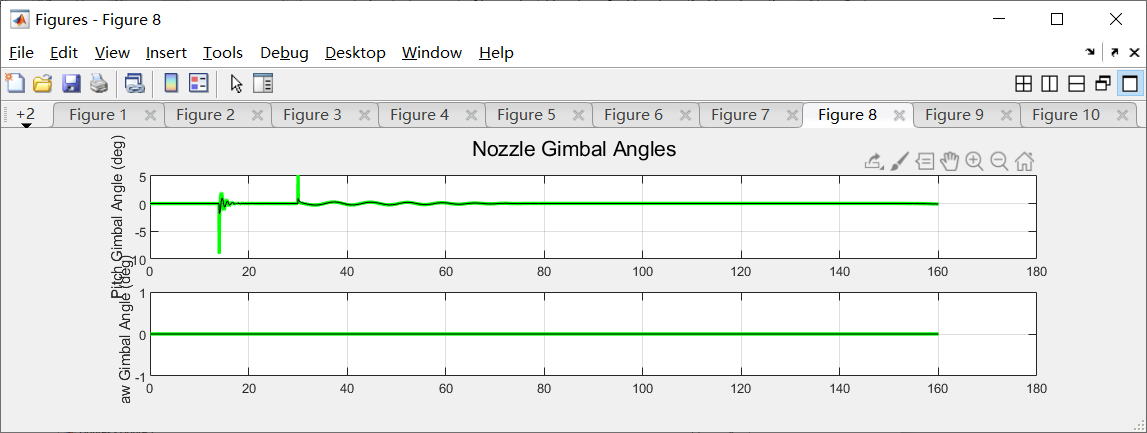 Figures - Figure 8
File Edit View Insert Tools Debug Desktop Window Help
+2 Figure 1 Figure 2 Figure 3 Figure 4 Figure 5 Figure 6 Figure 7 Figure 8 Figure 9 Figure 10
Nozzle Gimbal Angles
Pitch Gimbal Angle (deg)
5
0
-5
10
0 20 40 60 80 100 120 140 160 180
aw Gimbal Angle (deg)
1
0
-1
0 20 40 60 80 100 120 140 160 180